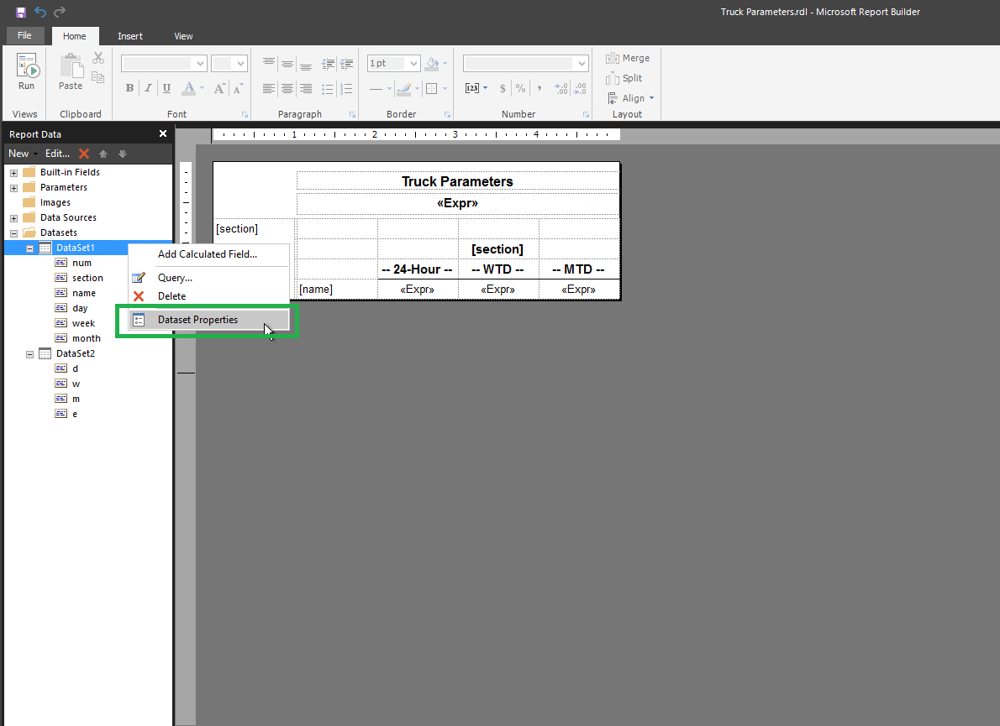 Truck Parameters.rdl - Microsoft Report Builder
File Home Insert View
Run
Paste
1 pt
Merge
Split
Align
B I U A A A
123 $ % , .00 .00
Views Clipboard Font Paragraph Border Number Layout
Report Data
New Edit...
1 2 3 4
Built-in Fields
Parameters
Images
Data Sources
Datasets
DataSet1
num
section
name
day
week
month
DataSet2
d
w
m
e
Add Calculated Field...
Query...
Delete
Dataset Properties
Truck Parameters
«Expr»
[section]
[section]
-- 24-Hour -- -- WTD -- -- MTD --
[name] «Expr» «Expr» «Expr»